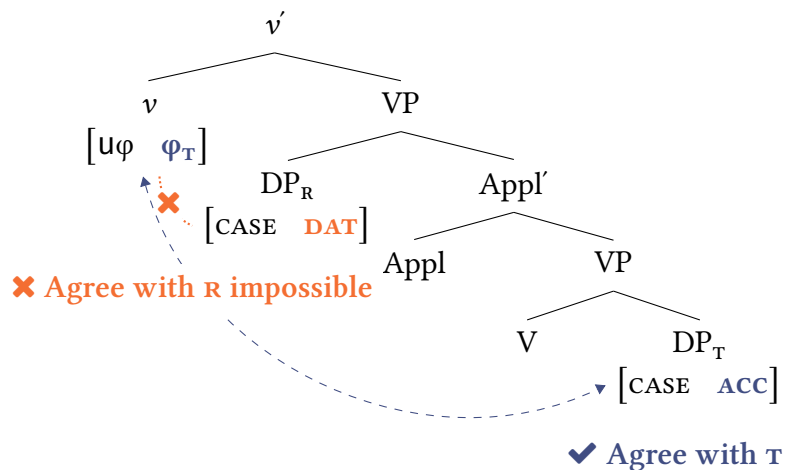 v′
v VP
[uφ φT]
DPR Appl′
[CASE DAT]
Appl VP
✖ Agree with R impossible
V DPT
[CASE ACC]
✔ Agree with T